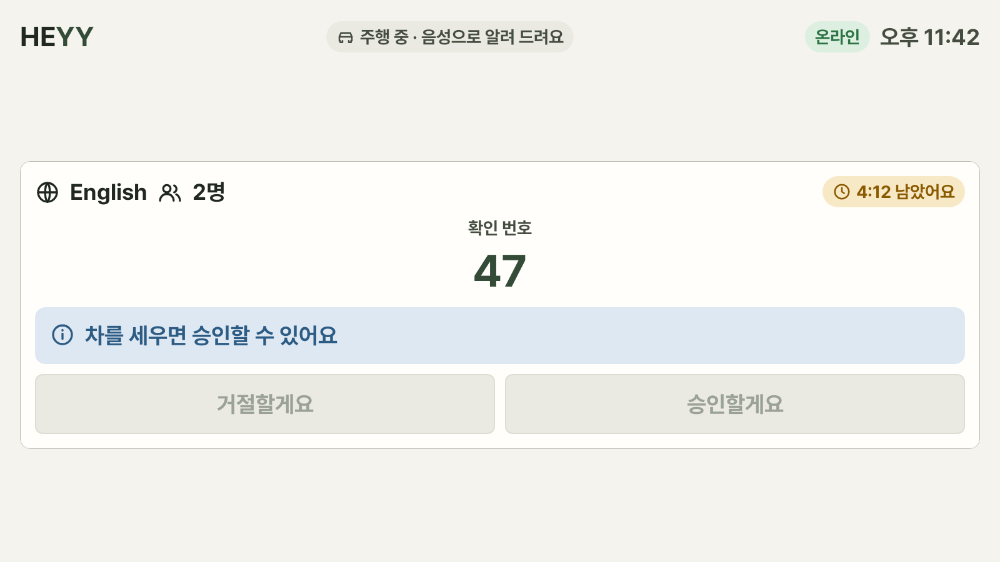 HEYY
주행 중 · 음성으로 알려 드려요
온라인 오후 11:42
English 2명
4:12 남았어요
확인 번호
47
차를 세우면 승인할 수 있어요
거절할게요
승인할게요